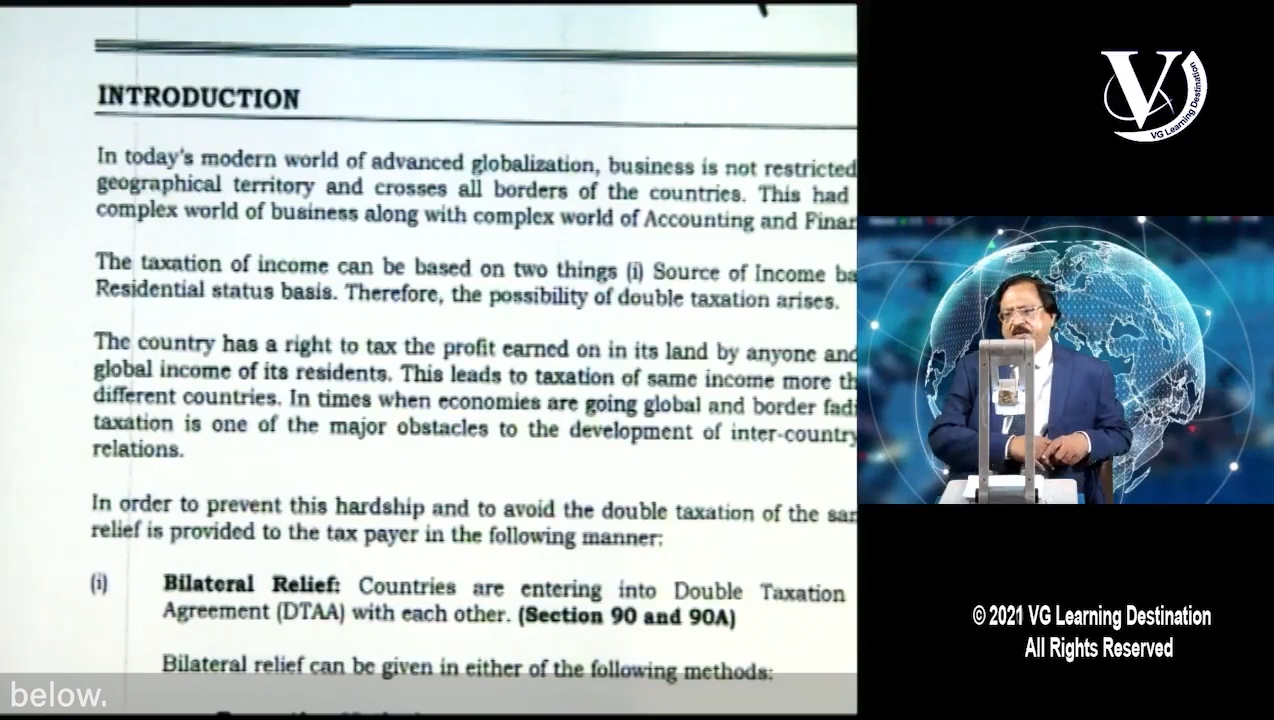 INTRODUCTION
In today's modern world of advanced globalization, business is not restricted
geographical territory and crosses all borders of the countries. This had
complex world of business along with complex world of Accounting and Finan
The taxation of income can be based on two things (i) Source of Income ba
Residential status basis. Therefore, the possibility of double taxation arises.
The country has a right to tax the profit earned on in its land by anyone and
global income of its residents. This leads to taxation of same income more th
different countries. In times when economies are going global and border fadi
taxation is one of the major obstacles to the development of inter-country
relations.
In order to prevent this hardship and to avoid the double taxation of the sam
relief is provided to the tax payer in the following manner:
(i) Bilateral Relief: Countries are entering into Double Taxation
Agreement (DTAA) with each other. (Section 90 and 90A)
Bilateral relief can be given in either of the following methods:
below.
V
VG Learning Destination
© 2021 VG Learning Destination
All Rights Reserved